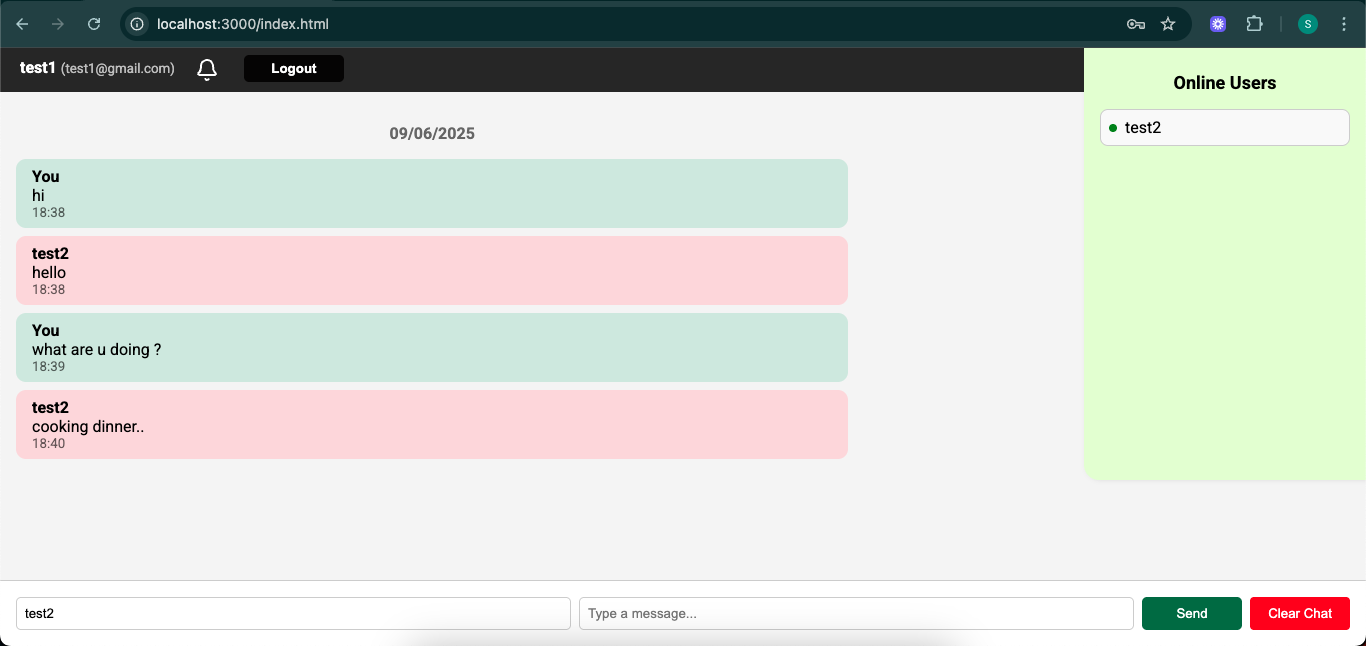 localhost:3000/index.html
S
test1 (test1@gmail.com)
Logout
Online Users
test2
09/06/2025
You
hi
18:38
test2
hello
18:38
You
what are u doing ?
18:39
test2
cooking dinner..
18:40
test2
Type a message...
Send
Clear Chat